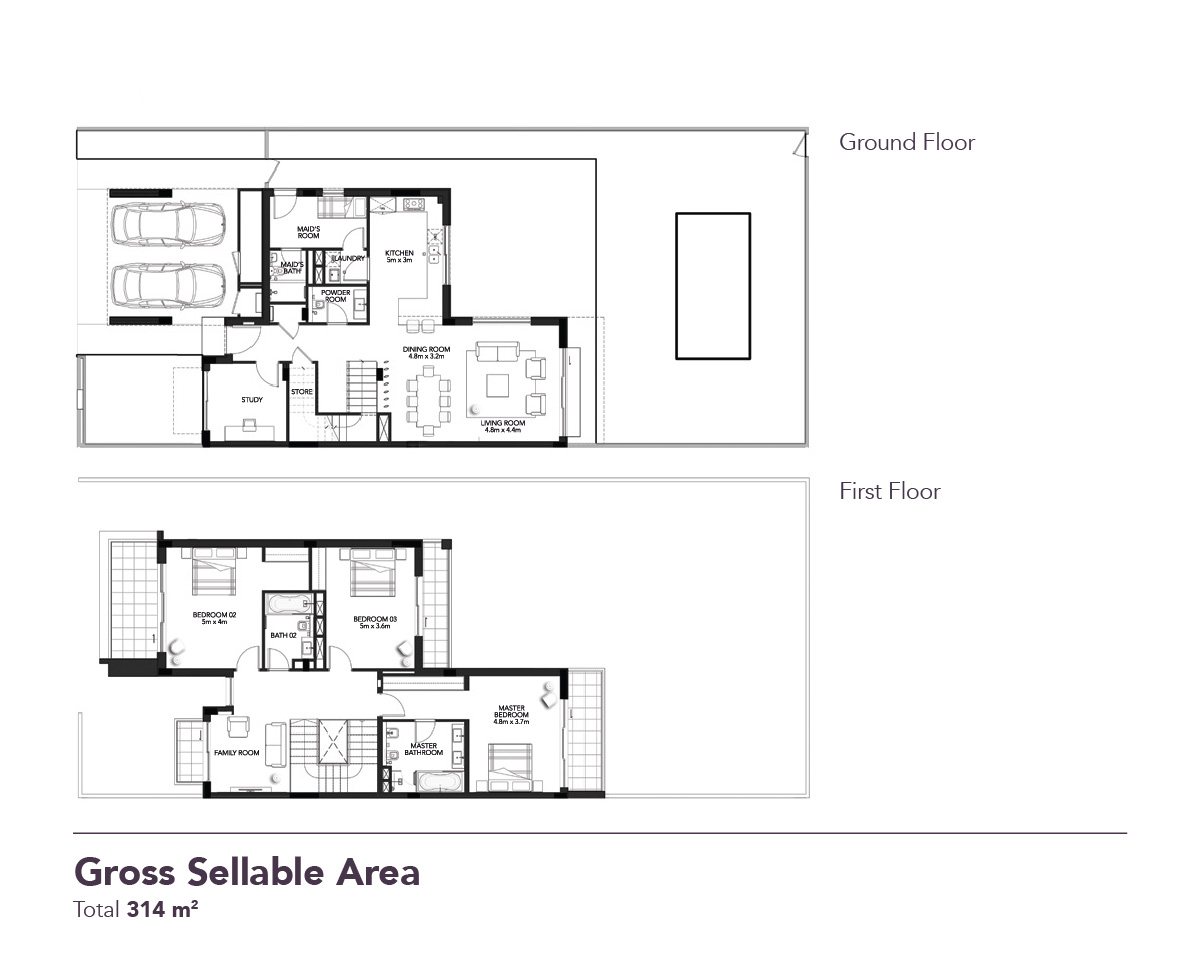 Ground Floor
MAID'S
ROOM
KITCHEN
5m x 3m
LAUNDRY
MAID'S
BATH
POWDER
ROOM
DINING ROOM
4.8m x 3.2m
STORE
STUDY
LIVING ROOM
4.8m x 4.4m
First Floor
BEDROOM 02
5m x 4m
BEDROOM 03
5m x 3.6m
BATH 02
MASTER
BEDROOM
4.8m x 3.7m
FAMILY ROOM
MASTER
BATHROOM
Gross Sellable Area
Total 314 m²